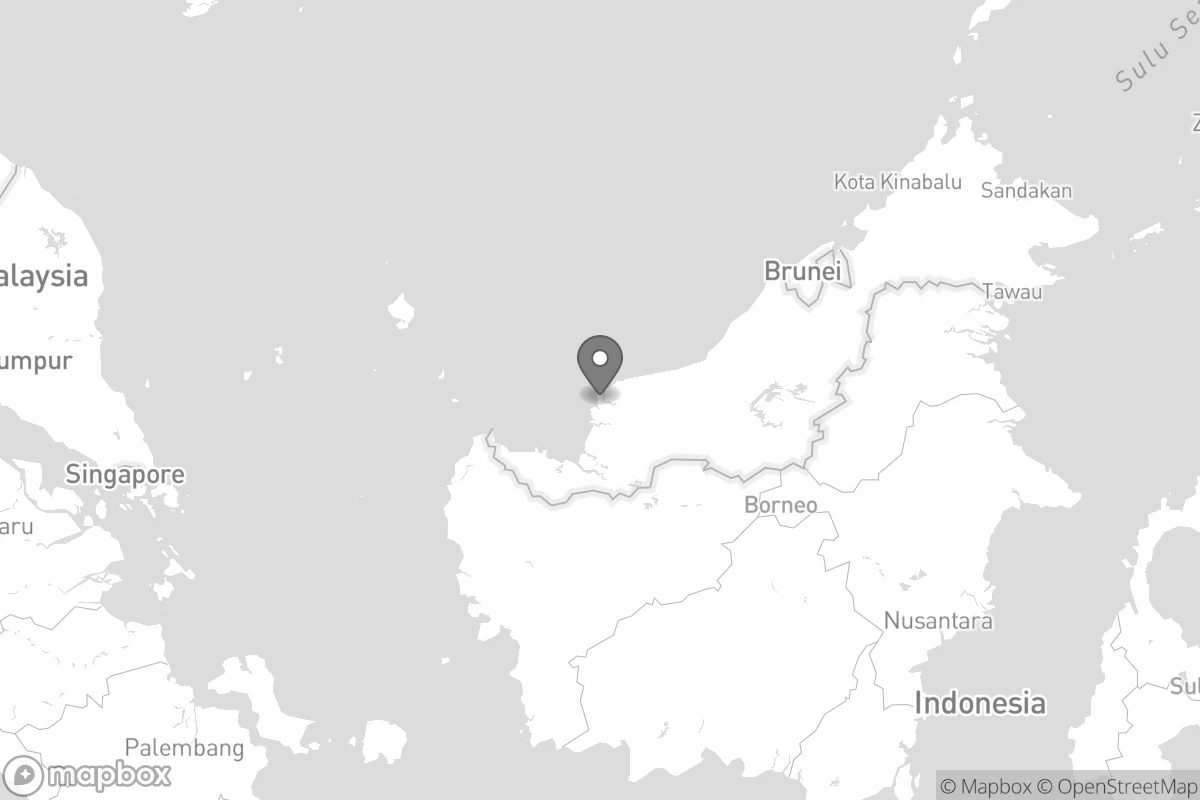 Sulu Se
Z
Kota Kinabalu
Sandakan
alaysia
Brunei
Tawau
umpur
Singapore
Borneo
aru
Nusantara
Sul
Indonesia
Palembang
mapbox
© Mapbox © OpenStreetMap